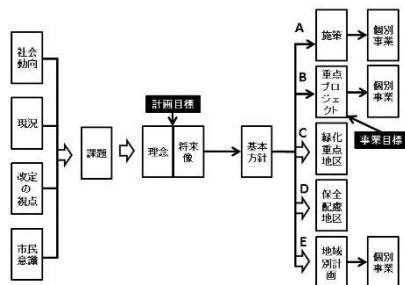 社会
動向
現況
改定
の
視点
市民
意識
課題
計画目標
理念
将来
像
基本
方針
A
施策
個別
事業
B
重点
プロ
ジェ
クト
個別
事業
事業目標
C
緑化
重点
地区
D
保全
配慮
地区
E
地域
別計
画
個別
事業